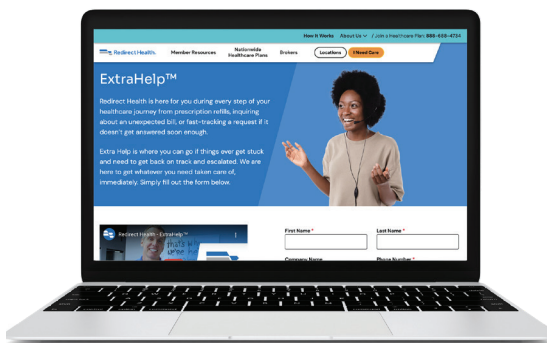 How It Works About Us / Join a Healthcare Plan: 888-633-4734
Redirect Health. Member Resources Nationwide Healthcare Plans Brokers Locations I Need Care
ExtraHelp™
Redirect Health is here for you during every step of your
healthcare journey from prescription refills, inquiring
about an unexpected bill, or fast-tracking a request if it
doesn't get answered soon enough.
Extra Help is where you can go if things ever get stuck
and need to get back on track and escalated. We are
here to get whatever you need taken care of,
immediately. Simply fill out the form below.
Redirect Health - ExtraHelp™
First Name * Last Name *
Company Name Phone Number *